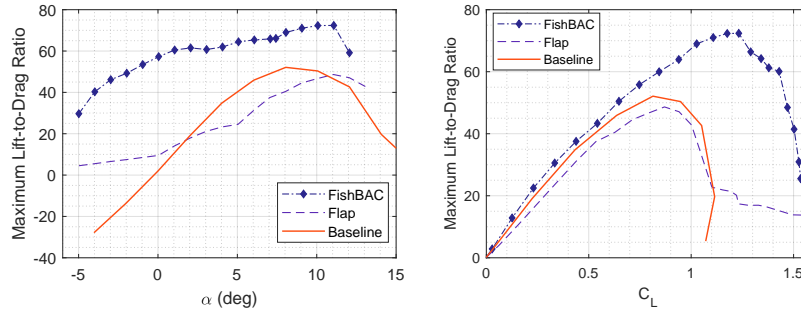 Maximum Lift-to-Drag Ratio
80
60
40
20
0
-20
-40
-5
0
5
10
15
α (deg)
FishBAC
Flap
Baseline
Maximum Lift-to-Drag Ratio
80
60
40
20
0
0
0.5
1
1.5
C_L
FishBAC
Flap
Baseline